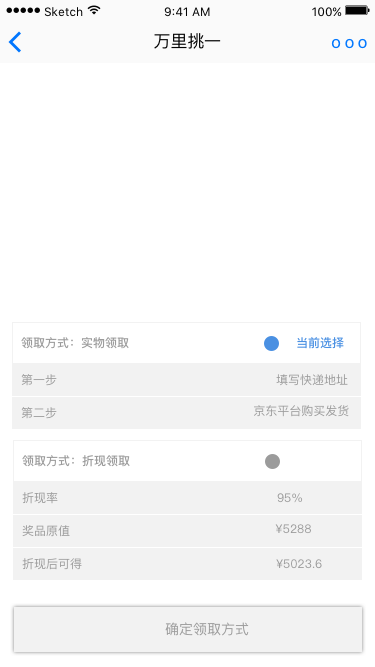 Sketch 9:41 AM 100%
万里挑一
领取方式：实物领取 当前选择
第一步 填写快递地址
第二步 京东平台购买发货
领取方式：折现领取
折现率 95%
奖品原值 ¥5288
折现后可得 ¥5023.6
确定领取方式